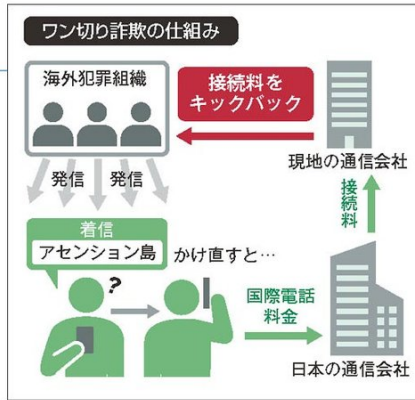 ワン切り詐欺の仕組み
海外犯罪組織
接続料を
キックバック
現地の通信会社
発信 発信
接続料
着信
アセンション島
かけ直すと…
?
国際電話
料金
日本の通信会社